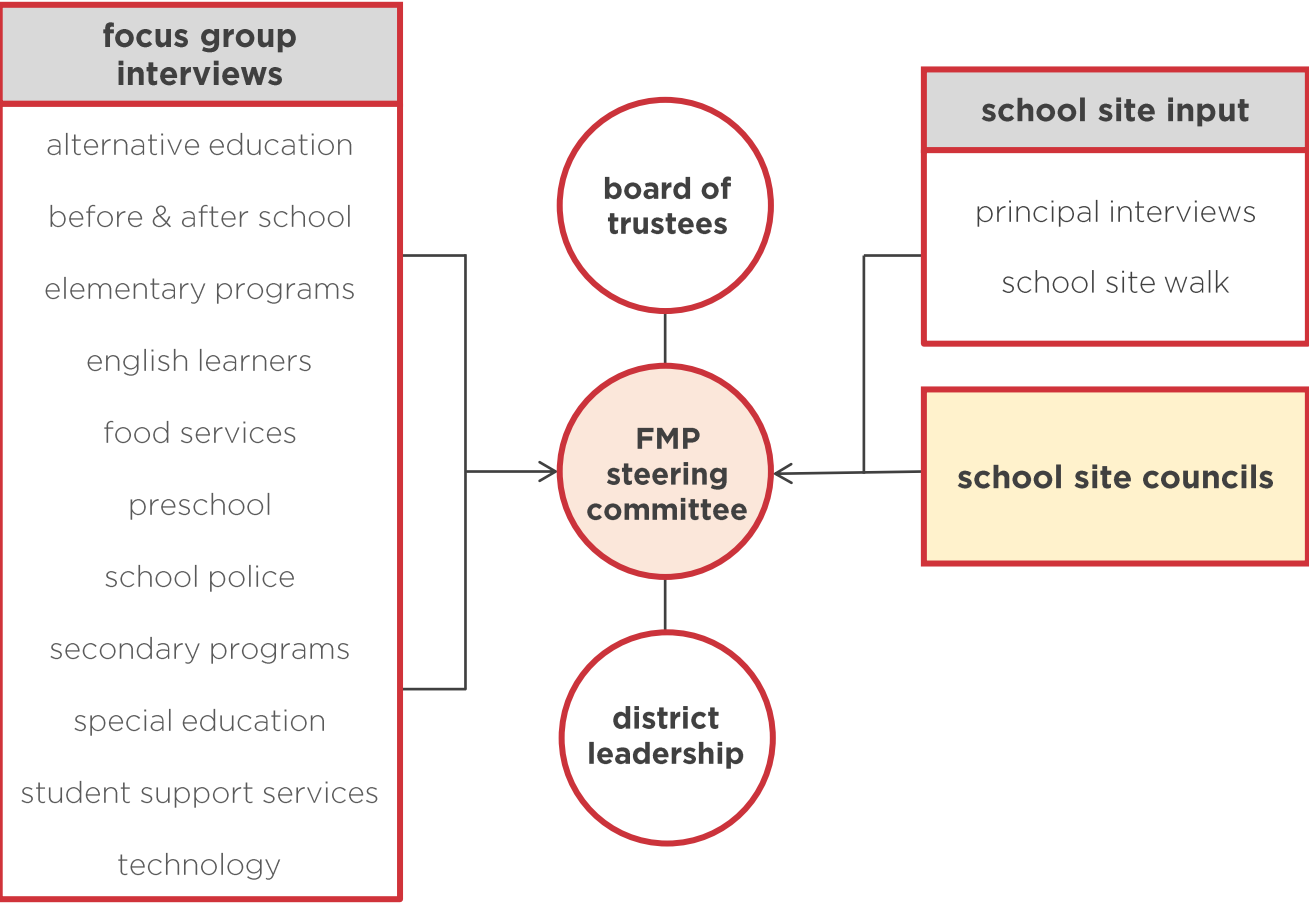 focus group
interviews
alternative education
before & after school
elementary programs
english learners
food services
preschool
school police
secondary programs
special education
student support services
technology
board of
trustees
FMP
steering
committee
district
leadership
school site input
principal interviews
school site walk
school site councils